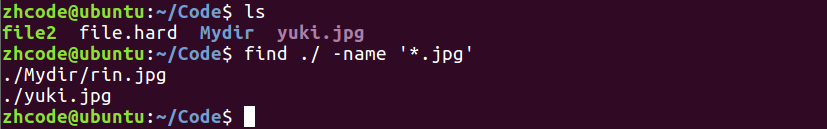 zhcode@ubuntu:~/Code$ ls
file2  file.hard  Mydir  yuki.jpg
zhcode@ubuntu:~/Code$ find ./ -name '*.jpg'
./Mydir/rin.jpg
./yuki.jpg
zhcode@ubuntu:~/Code$